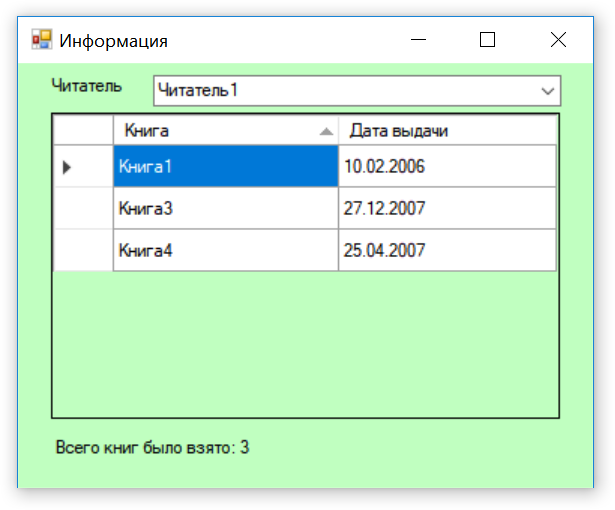 Информация
Читатель Читатель1
Книга Дата выдачи
Книга1 10.02.2006
Книга3 27.12.2007
Книга4 25.04.2007
Всего книг было взято: 3